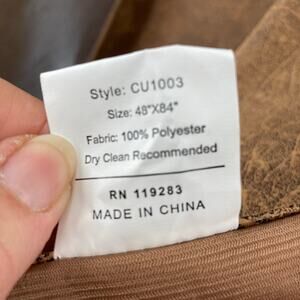 Style: CU1003
Size: 48"X84"
Fabric: 100% Polyester
Dry Clean Recommended
RN 119283
MADE IN CHINA